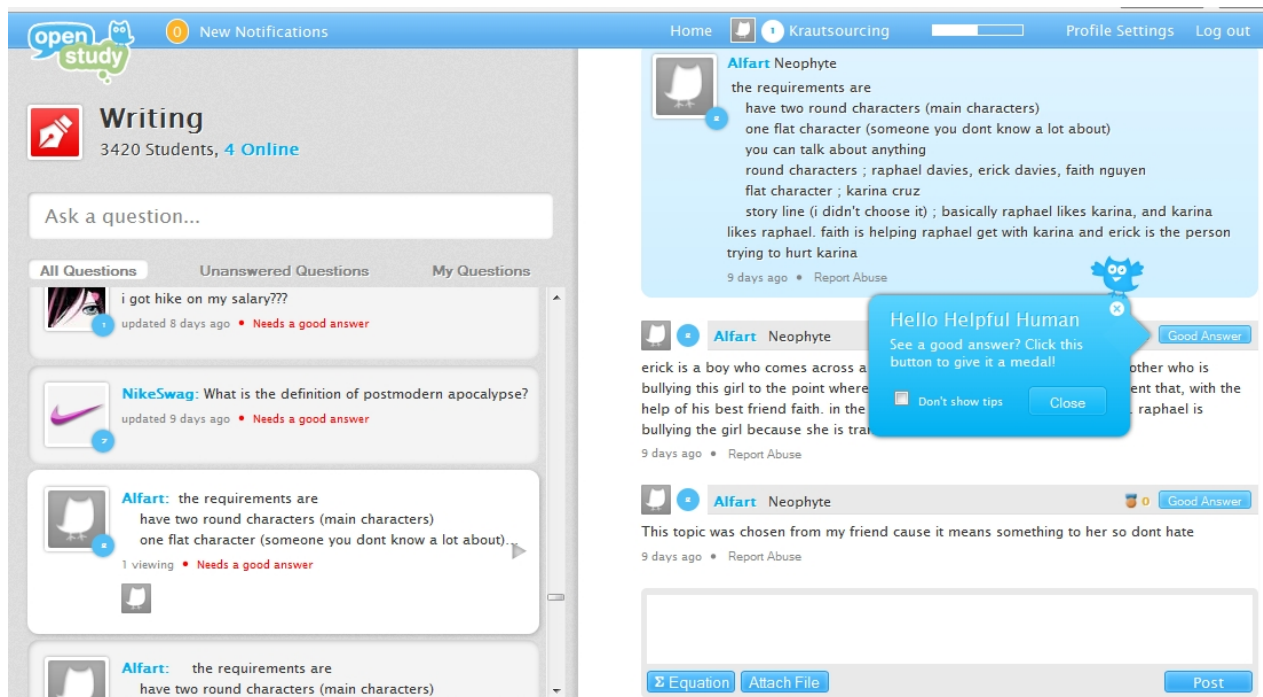 open study
0 New Notifications
Home 1 Krautsourcing Profile Settings Log out
Writing
3420 Students, 4 Online
Ask a question...
All Questions Unanswered Questions My Questions
i got hike on my salary???
1
updated 8 days ago • Needs a good answer
NikeSwag: What is the definition of postmodern apocalypse?
updated 9 days ago • Needs a good answer
7
Alfart: the requirements are
have two round characters (main characters)
one flat character (someone you dont know a lot about)...
1 viewing • Needs a good answer
Alfart: the requirements are
have two round characters (main characters)
Alfart Neophyte
the requirements are
have two round characters (main characters)
one flat character (someone you dont know a lot about)
you can talk about anything
round characters ; raphael davies, erick davies, faith nguyen
flat character ; karina cruz
story line (i didn't choose it) ; basically raphael likes karina, and karina
likes raphael. faith is helping raphael get with karina and erick is the person
trying to hurt karina
9 days ago • Report Abuse
Hello Helpful Human
See a good answer? Click this
button to give it a medal!
Don't show tips Close
Alfart Neophyte Good Answer
erick is a boy who comes across a other who is
bullying this girl to the point where ent that, with the
help of his best friend faith. in the . raphael is
bullying the girl because she is tra
9 days ago • Report Abuse
Alfart Neophyte 0 Good Answer
This topic was chosen from my friend cause it means something to her so dont hate
9 days ago • Report Abuse
Σ Equation Attach File Post